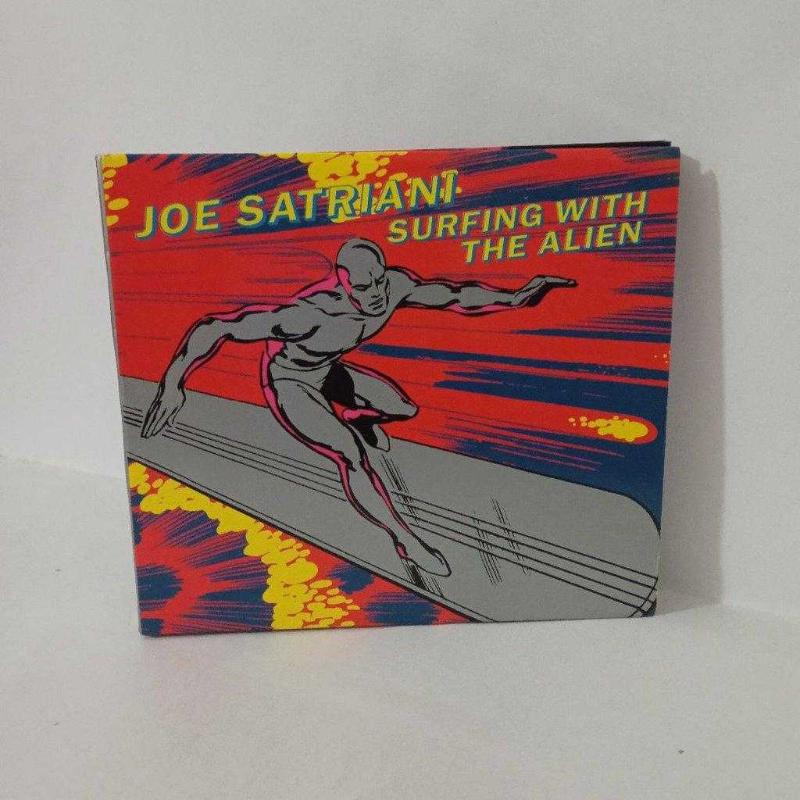 JOE SATRIANI
SURFING WITH
THE ALIEN